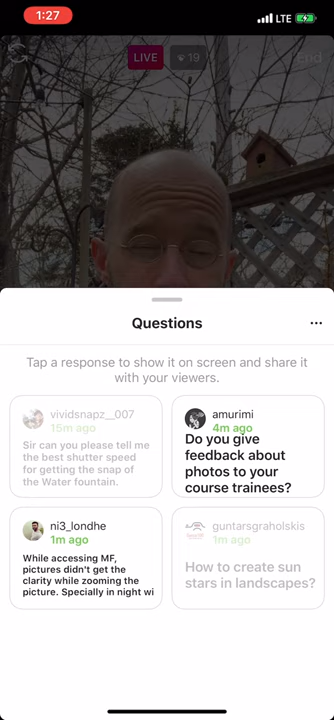 1:27
LTE
LIVE
19
End
Questions
Tap a response to show it on screen and share it
with your viewers.
vividsnapz__007
15m ago
Sir can you please tell me
the best shutter speed
for getting the snap of
the Water fountain.
amurimi
4m ago
Do you give
feedback about
photos to your
course trainees?
ni3_londhe
1m ago
While accessing MF,
pictures didn't get the
clarity while zooming the
picture. Specially in night wi
guntarsgraholskis
1m ago
How to create sun
stars in landscapes?